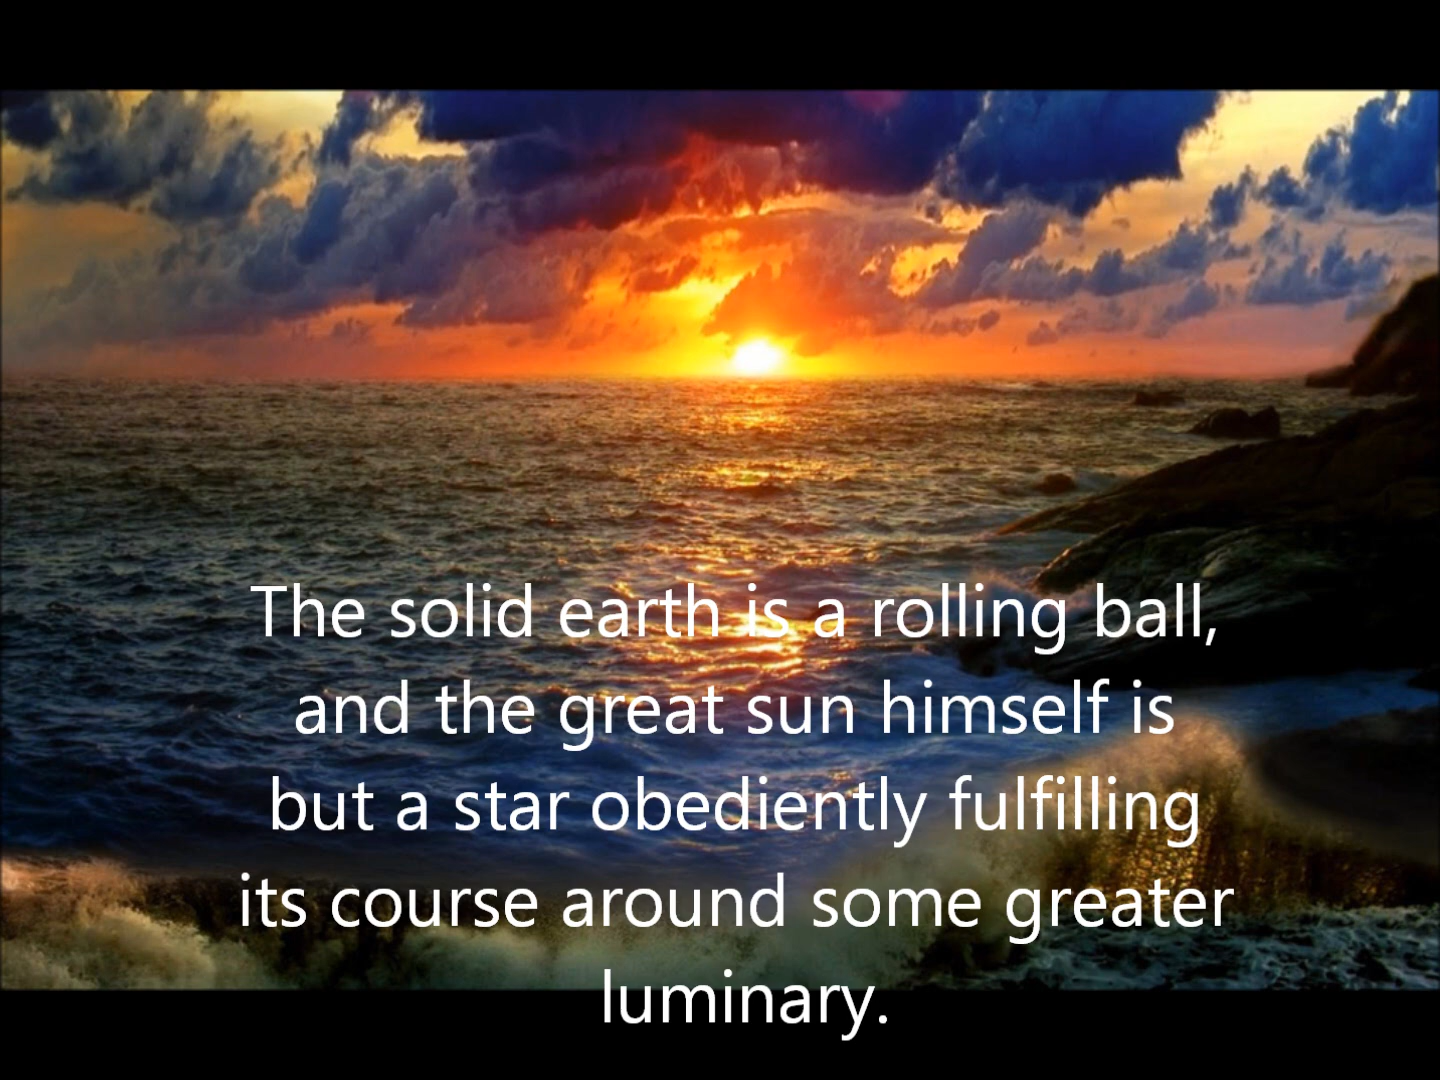 The solid earth is a rolling ball,
and the great sun himself is
but a star obediently fulfilling
its course around some greater
luminary.